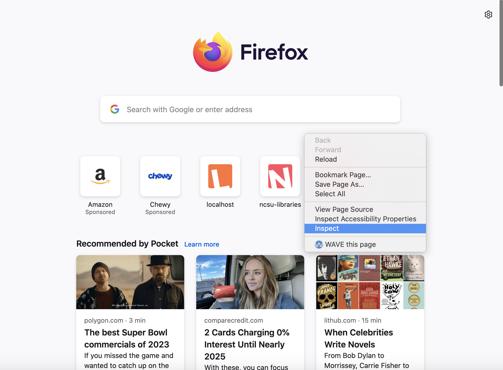 Firefox
Search with Google or enter address
Back
Forward
Reload
Bookmark Page...
Save Page As...
Select All
View Page Source
Inspect Accessibility Properties
Inspect
WAVE this page
a
chewy
L
N
Amazon
Sponsored
Chewy
Sponsored
localhost
ncsu-libraries
Recommended by Pocket Learn more
polygon.com · 3 min
The best Super Bowl
commercials of 2023
If you missed the game and
wanted to catch up on the
comparecredit.com
2 Cards Charging 0%
Interest Until Nearly
2025
With these, you can focus
ETHAN
HAWKE
lithub.com · 15 min
When Celebrities
Write Novels
From Bob Dylan to
Morrissey, Carrie Fisher to